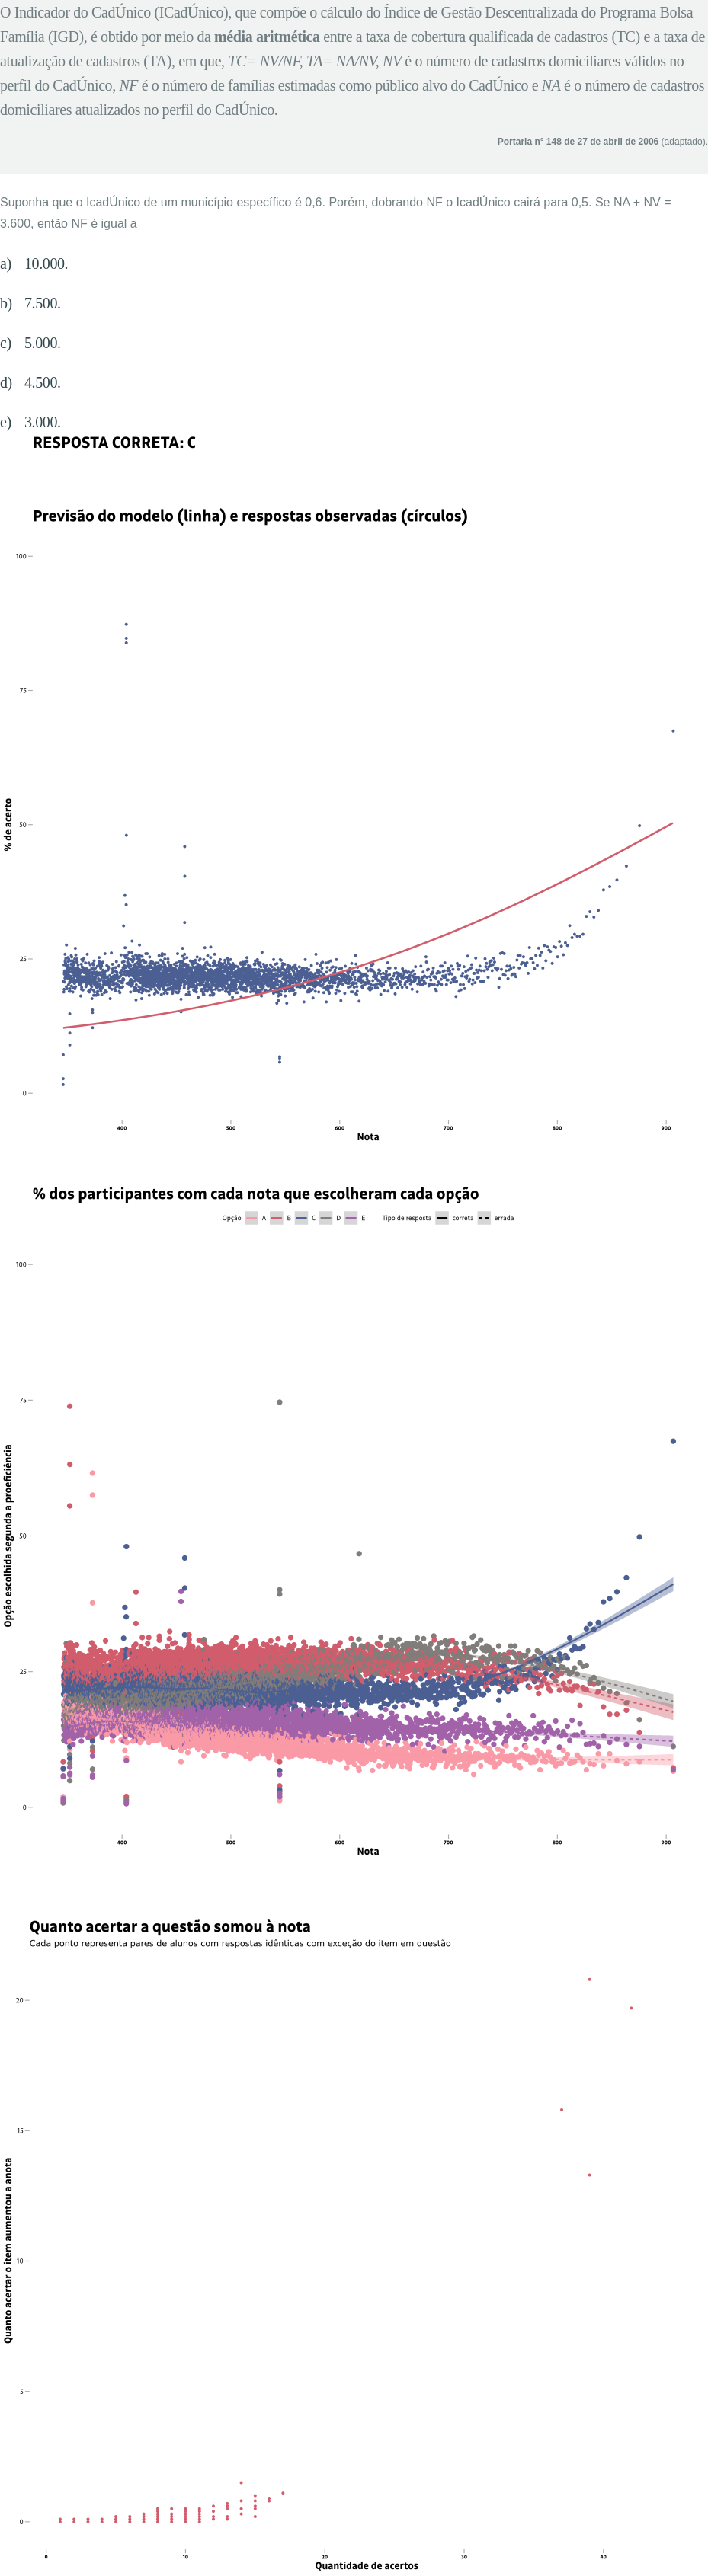 O Indicador do CadÚnico (ICadÚnico), que compõe o cálculo do Índice de Gestão Descentralizada do Programa Bolsa
Família (IGD), é obtido por meio da média aritmética entre a taxa de cobertura qualificada de cadastros (TC) e a taxa de
atualização de cadastros (TA), em que, TC= NV/NF, TA= NA/NV, NV é o número de cadastros domiciliares válidos no
perfil do CadÚnico, NF é o número de famílias estimadas como público alvo do CadÚnico e NA é o número de cadastros
domiciliares atualizados no perfil do CadÚnico.
Portaria n° 148 de 27 de abril de 2006 (adaptado).
Suponha que o IcadÚnico de um município específico é 0,6. Porém, dobrando NF o IcadÚnico cairá para 0,5. Se NA + NV =
3.600, então NF é igual a
a) 10.000.
b) 7.500.
c) 5.000.
d) 4.500.
e) 3.000.
RESPOSTA CORRETA: C
Previsão do modelo (linha) e respostas observadas (círculos)
100
75
50
25
0
% de acerto
400 500 600 700 800 900
Nota
% dos participantes com cada nota que escolheram cada opção
Opção A B C D E Tipo de resposta correta errada
100
75
50
25
0
Opção escolhida segunda a proeficiência
400 500 600 700 800 900
Nota
Quanto acertar a questão somou à nota
Cada ponto representa pares de alunos com respostas idênticas com exceção do item em questão
20
15
10
5
0
Quanto acertar o item aumentou a anota
0 10 20 30 40
Quantidade de acertos